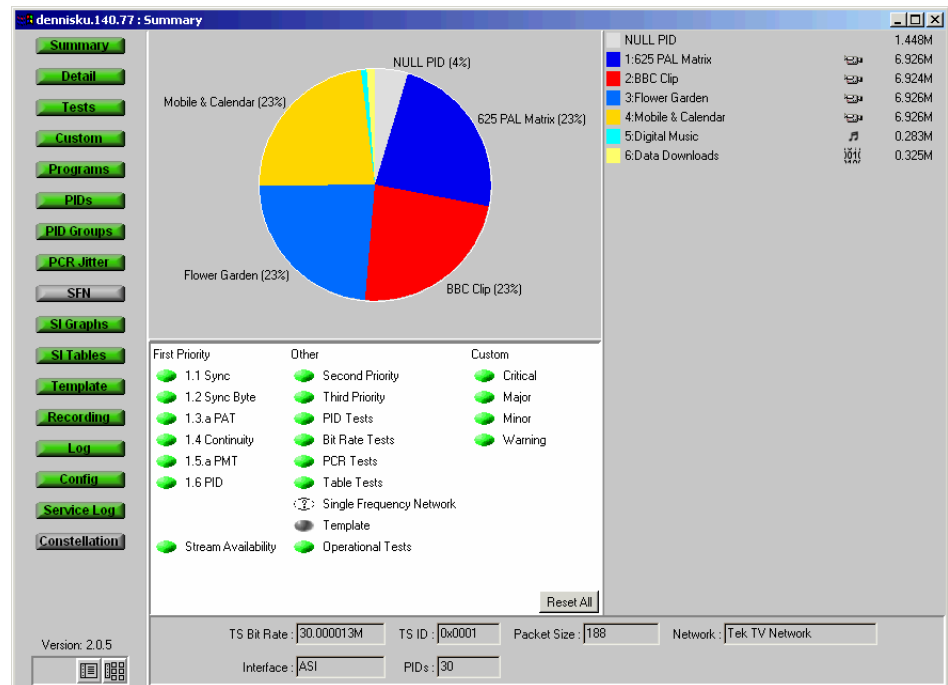 dennisku.140.77 : Summary
Summary
Detail
Tests
Custom
Programs
PIDs
PID Groups
PCR Jitter
SFN
SI Graphs
SI Tables
Template
Recording
Log
Config
Service Log
Constellation
Version: 2.0.5
NULL PID (4%)
Mobile & Calendar (23%)
625 PAL Matrix (23%)
Flower Garden (23%)
BBC Clip (23%)
NULL PID 1.448M
1:625 PAL Matrix 6.926M
2:BBC Clip 6.924M
3:Flower Garden 6.926M
4:Mobile & Calendar 6.926M
5:Digital Music 0.283M
6:Data Downloads 0.325M
First Priority Other Custom
1.1 Sync Second Priority Critical
1.2 Sync Byte Third Priority Major
1.3.a PAT PID Tests Minor
1.4 Continuity Bit Rate Tests Warning
1.5.a PMT PCR Tests
1.6 PID Table Tests
? Single Frequency Network
Template
Stream Availability Operational Tests
Reset All
TS Bit Rate : 30.000013M TS ID : 0x0001 Packet Size : 188 Network : Tek TV Network
Interface : ASI PIDs : 30